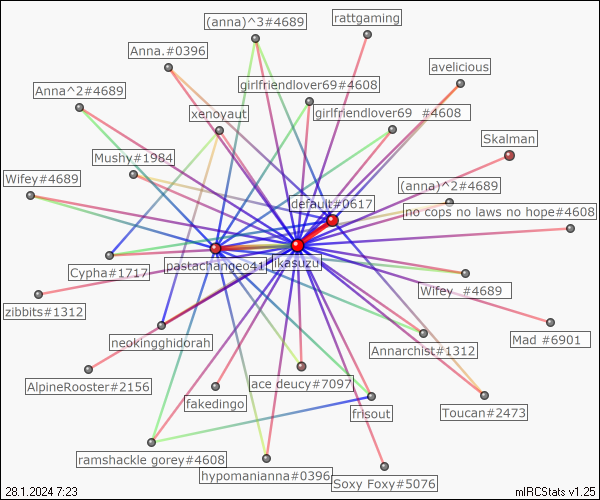 (anna)^3#4689
rattgaming
Anna.#0396
avelicious
Anna^2#4689
girlfriendlover69#4608
xenoyaut
girlfriendlover69 #4608
Skalman
Mushy#1984
Wifey#4689
(anna)^2#4689
default#0617
no cops no laws no hope#4608
Cypha#1717
pastachangeo41
ikasuzu
Wifey #4689
zibbits#1312
neokingghidorah
Annarchist#1312
Mad #6901
AlpineRooster#2156
ace deucy#7097
fakedingo
frisout
Toucan#2473
ramshackle gorey#4608
hypomanianna#0396
Soxy Foxy#5076
28.1.2024 7:23
mIRCStats v1.25